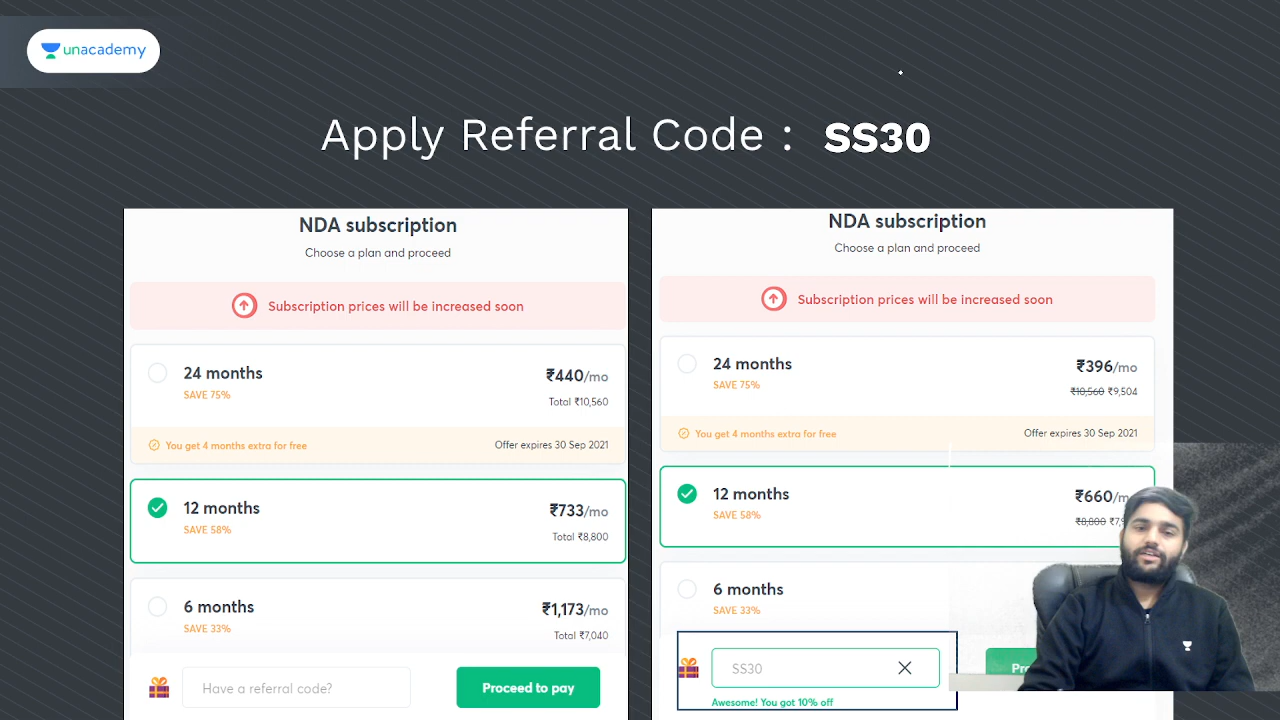 unacademy
Apply Referral Code : SS30
NDA subscription
Choose a plan and proceed
Subscription prices will be increased soon
24 months
₹440/mo
SAVE 75%
Total ₹10,560
You get 4 months extra for free
Offer expires 30 Sep 2021
12 months
₹733/mo
SAVE 58%
Total ₹8,800
6 months
₹1,173/mo
SAVE 33%
Total ₹7,040
Have a referral code?
Proceed to pay
NDA subscription
Choose a plan and proceed
Subscription prices will be increased soon
24 months
₹396/mo
SAVE 75%
₹10,560 ₹9,504
You get 4 months extra for free
Offer expires 30 Sep 2021
12 months
₹660/mo
SAVE 58%
₹8,800
6 months
SAVE 33%
SS30
Awesome! You got 10% off